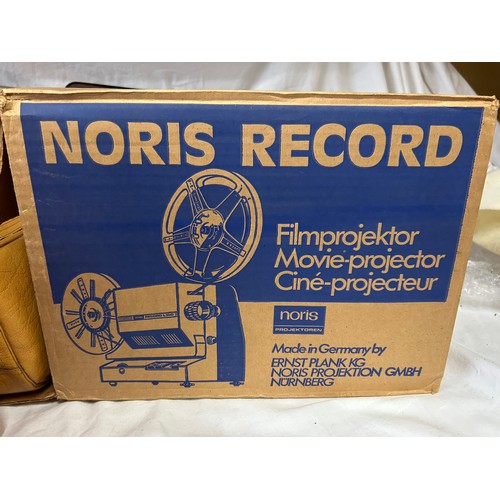 NORIS RECORD
Filmprojektor
Movie-projector
Ciné-projecteur
noris
PROJEKTOREN
Made in Germany by
ERNST PLANK KG
NORIS PROJEKTION GMBH
NÜRNBERG